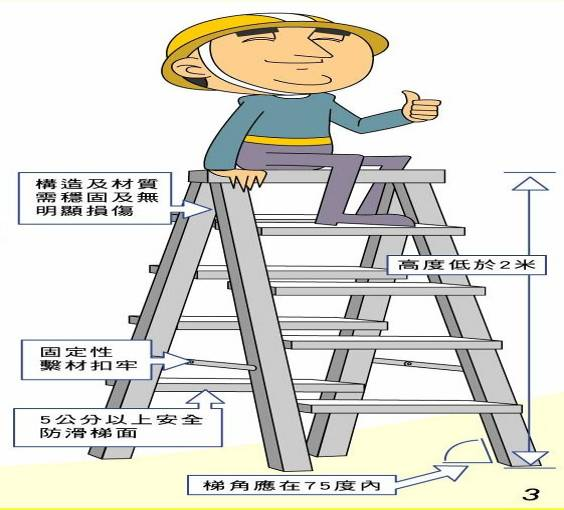 構造及材質
需穩固及無
明顯損傷
高度低於2米
固定性
繫材扣牢
5公分以上安全
防滑梯面
梯角應在75度內
3